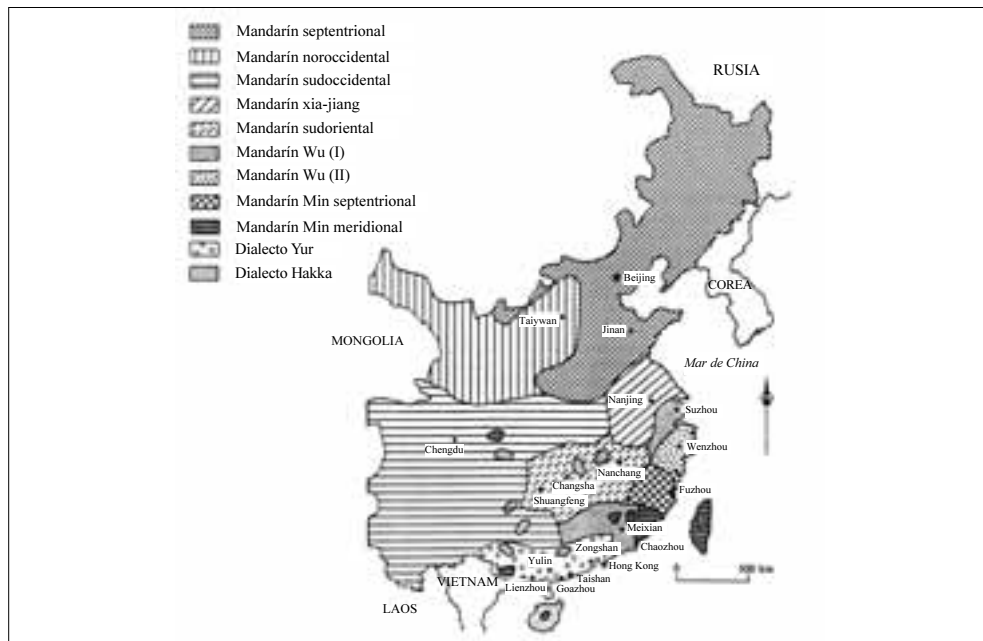 Mandarín septentrional
Mandarín noroccidental
Mandarín sudoccidental
Mandarín xia-jiang
Mandarín sudoriental
Mandarín Wu (I)
Mandarín Wu (II)
Mandarín Min septentrional
Mandarín Min meridional
Dialecto Yur
Dialecto Hakka
RUSIA
Beijing
COREA
Taiywan
Jinan
MONGOLIA
Mar de China
Nanjing
Suzhou
Wenzhou
Chengdu
Nanchang
Changsha
Fuzhou
Shuangfeng
Meixian
Chaozhou
Zongshan
Yulin
Hong Kong
Taishan
VIETNAM
Lienzhou
Goazhou
LAOS
500 km